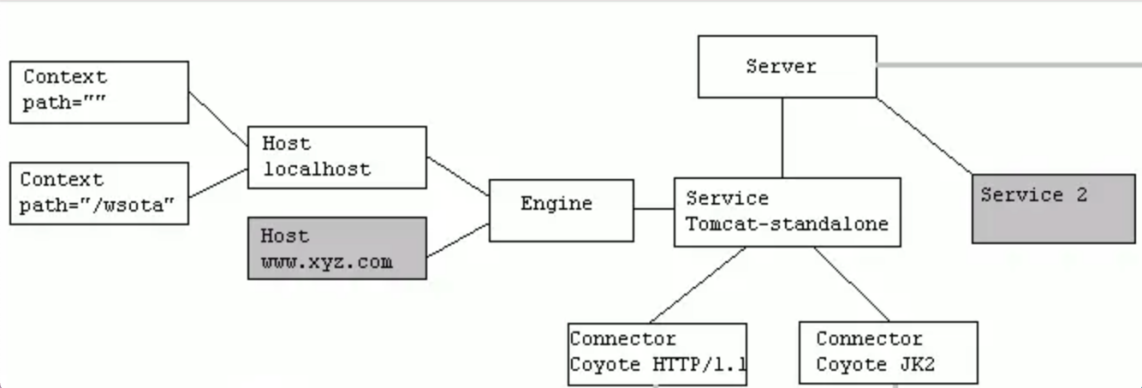 Server
Context
path=""
Host
localhost
Context
path="/wsota"
Engine
Service
Tomcat-standalone
Service 2
Host
www.xyz.com
Connector
Coyote HTTP/1.1
Connector
Coyote JK2